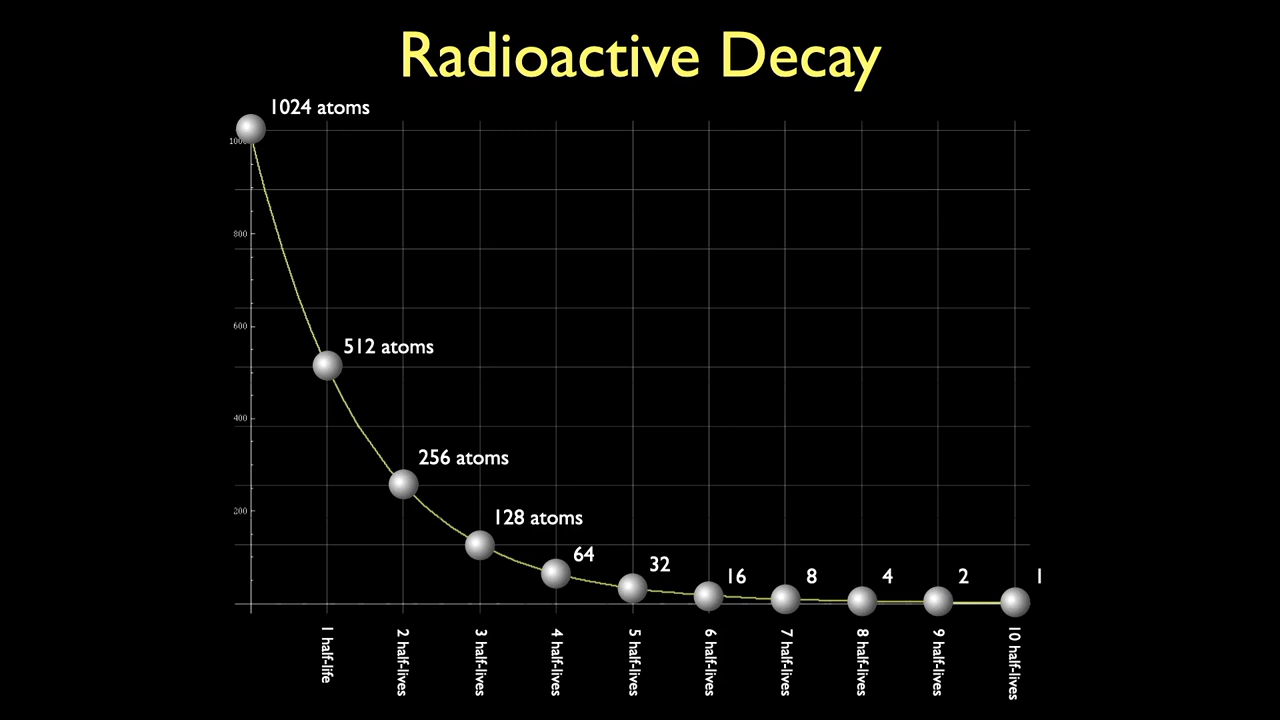 Radioactive Decay
1024 atoms
1000
800
512 atoms
600
400
256 atoms
200
128 atoms
64
32
16
8
4
2
1
1 half-life
2 half-lives
3 half-lives
4 half-lives
5 half-lives
6 half-lives
7 half-lives
8 half-lives
9 half-lives
10 half-lives